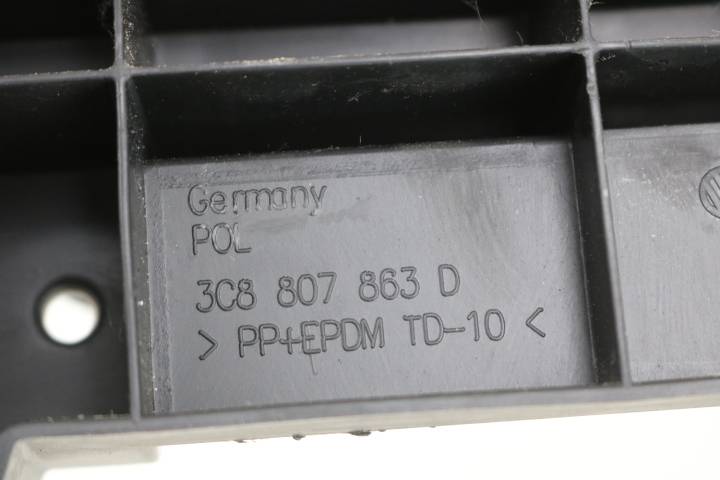 Germany
POL
3C8 807 863 D
> PP+EPDM TD-10 <